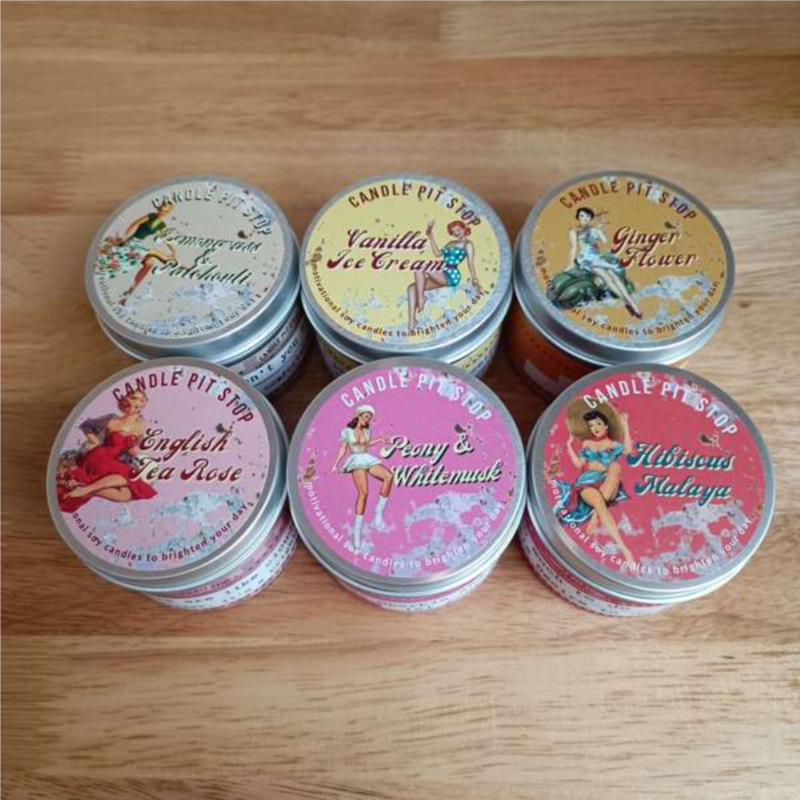 CANDLE PIT STOP
Lemongrass
&
Patchouli
CANDLE PIT STOP
Vanilla
Ice Cream
motivational soy candles to brighten your day
CANDLE PIT STOP
Ginger
Flower
soy candles to brighten your day
CANDLE PIT STOP
English
Tea Rose
soy candles to brighten your day
CANDLE PIT STOP
Peony &
Whitemusk
motivational soy candles to brighten your day
CANDLE PIT STOP
Hibiscus
Malaya
motivational soy candles to brighten your day